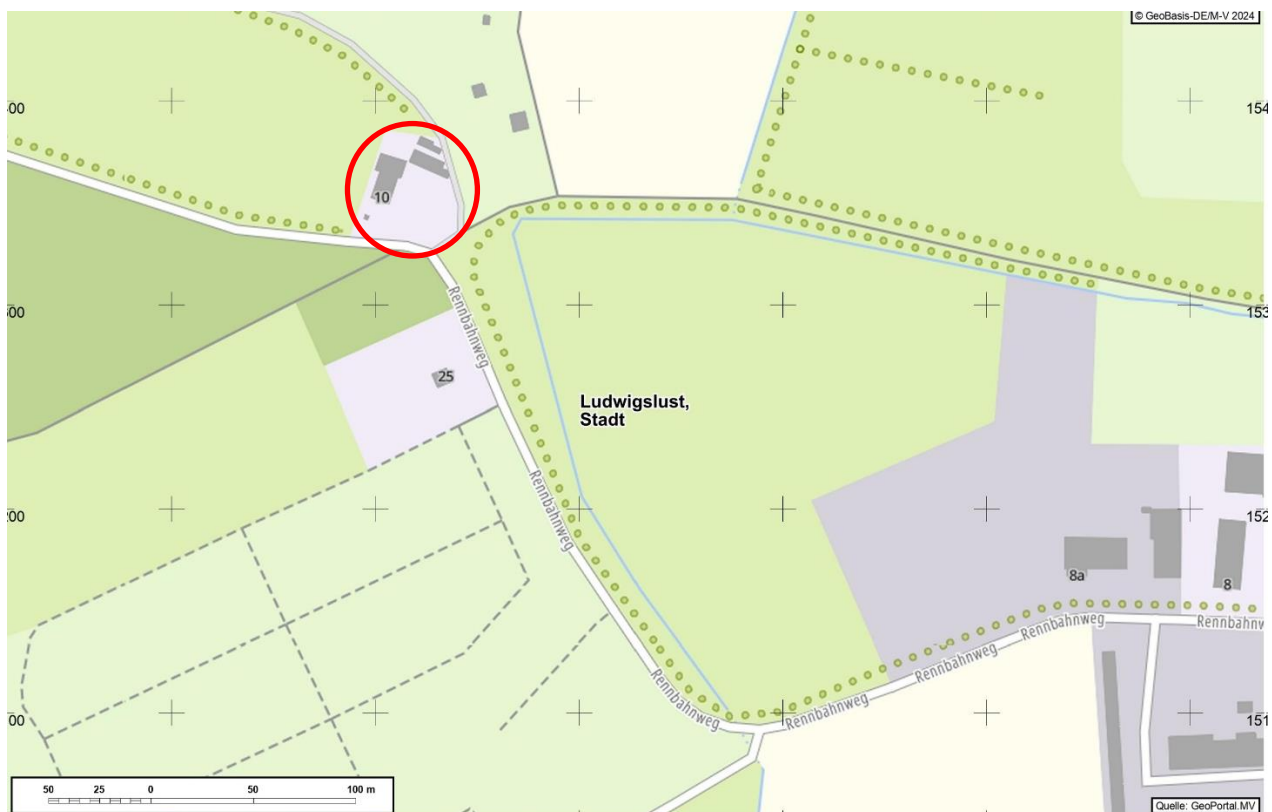 © GeoBasis-DE/M-V 2024
00
154
10
00
153
Rennbahnweg
25
Ludwigslust,
Stadt
Rennbahnweg
00
152
8a
8
Rennbahnweg
Rennbahnw
Rennbahnweg
Rennbahnweg
Rennbahnweg
00
151
50 25 0 50 100 m
Quelle: GeoPortal.MV